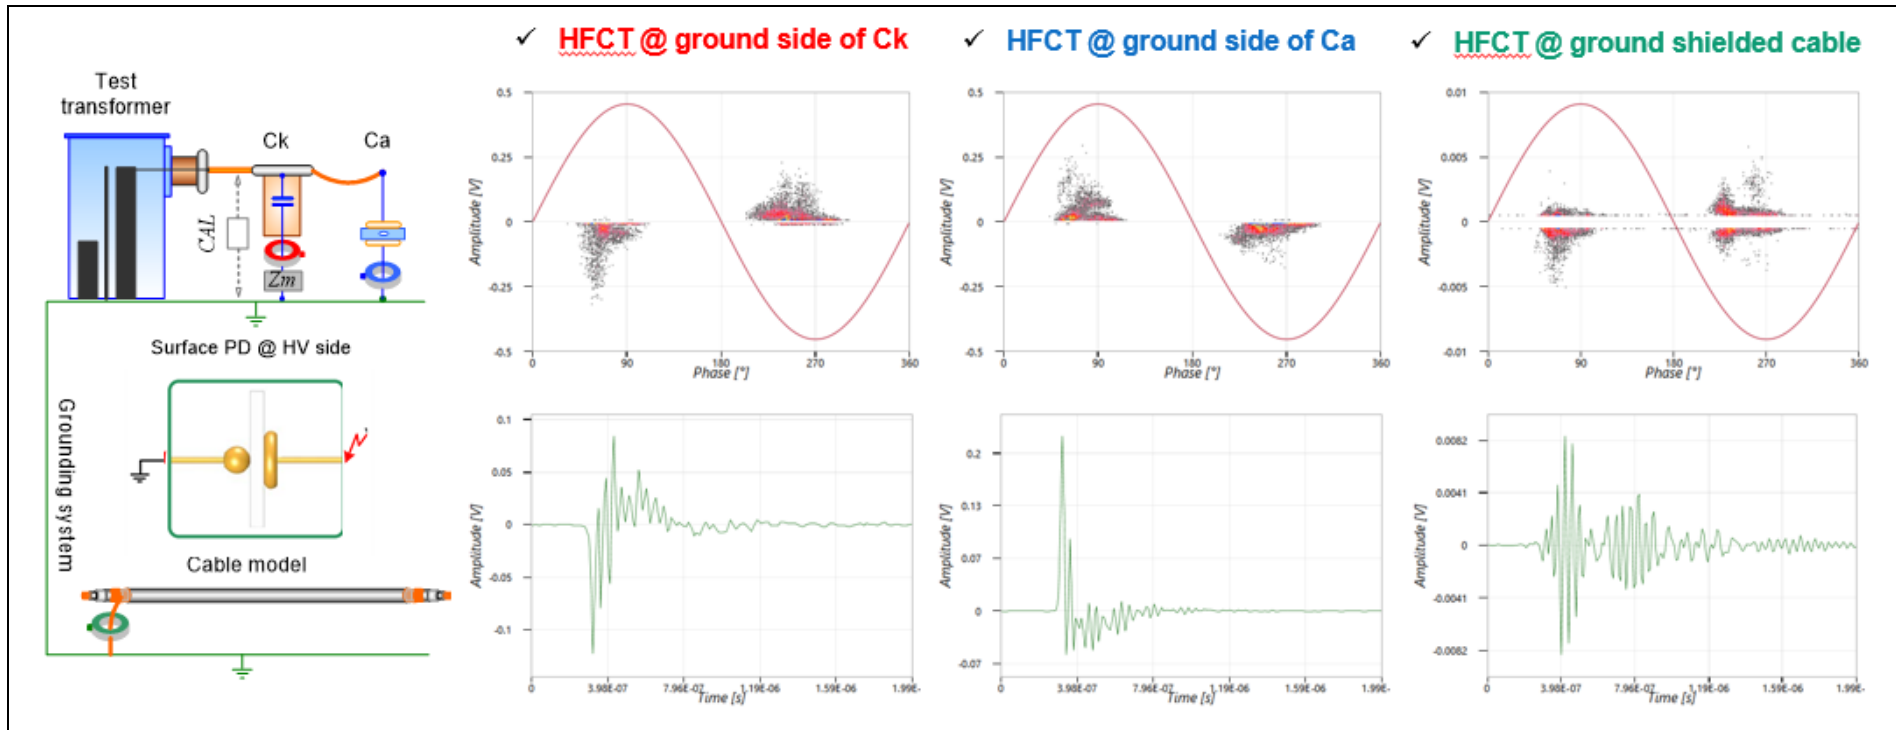 ✓ HFCT @ ground side of Ck
✓ HFCT @ ground side of Ca
✓ HFCT @ ground shielded cable
Test
transformer
Ck
Ca
CAL
Zm
Surface PD @ HV side
Grounding system
Cable model
Amplitude [V]
0.5
0.25
0
-0.25
-0.5
0
90
180
270
360
Phase [°]
Amplitude [V]
0.5
0.25
0
-0.25
-0.5
0
90
180
270
360
Phase [°]
Amplitude [V]
0.01
0.005
0
-0.005
-0.01
0
90
180
270
360
Phase [°]
Amplitude [V]
0.1
0.05
0
-0.05
-0.1
0
3.98E-07
7.96E-07
1.19E-06
1.59E-06
1.99E-
Time [s]
Amplitude [V]
0.2
0.13
0.07
0
-0.07
0
3.98E-07
7.96E-07
1.19E-06
1.59E-06
1.99E-
Time [s]
Amplitude [V]
0.0082
0.0041
0
-0.0041
-0.0082
0
3.98E-07
7.96E-07
1.19E-06
1.59E-06
1.99E-
Time [s]